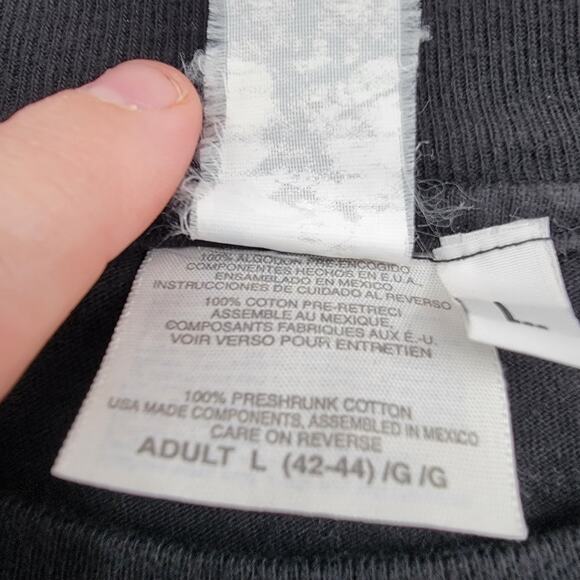 100% ALGODON PRE-ENCOGIDO
COMPONENTES HECHOS EN E.U.A.
ENSAMBLADO EN MEXICO
INSTRUCCIONES DE CUIDADO AL REVERSO
100% COTON PRE-RETRECI
ASSEMBLE AU MEXIQUE,
COMPOSANTS FABRIQUES AUX É.-U.
VOIR VERSO POUR ENTRETIEN
100% PRESHRUNK COTTON
USA MADE COMPONENTS, ASSEMBLED IN MEXICO
CARE ON REVERSE
ADULT L (42-44) /G /G
L